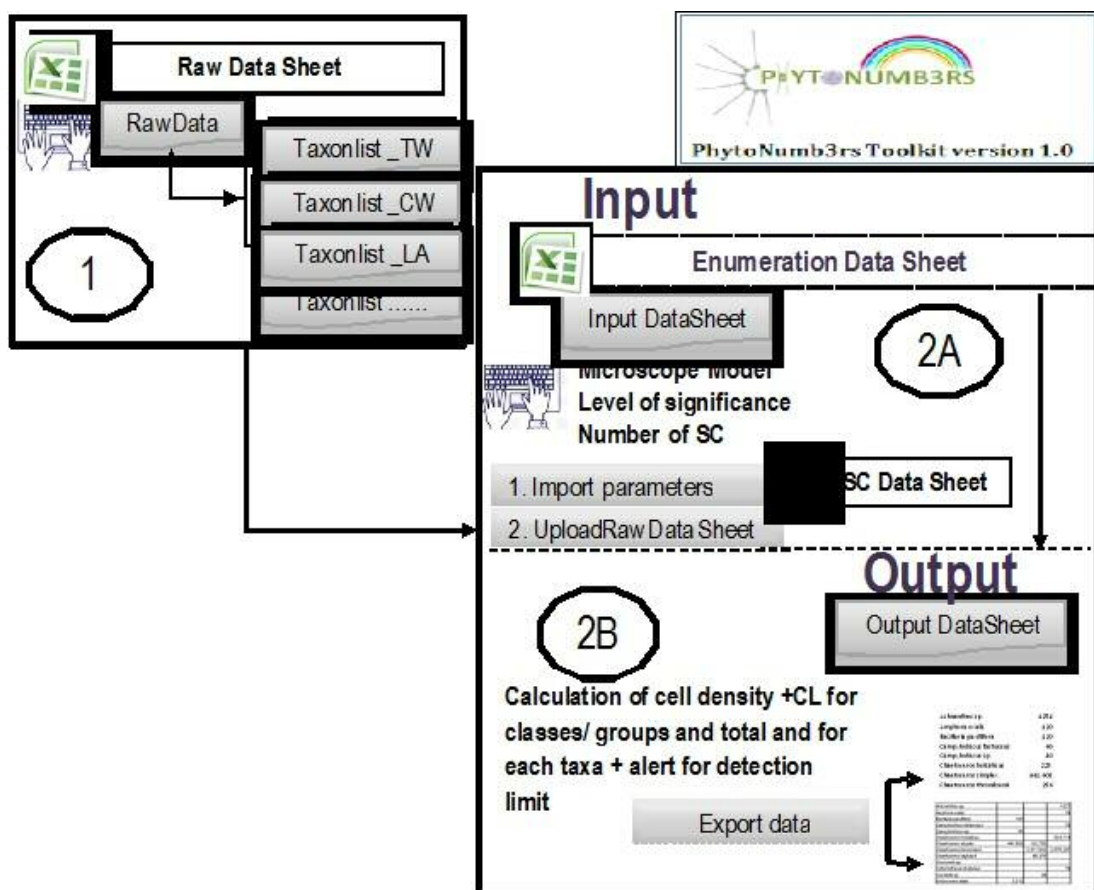 Raw Data Sheet
RawData
Taxonlist _TW
Taxonlist _CW
Taxonlist _LA
Taxonlist ......
1
PHYTONUMB3RS
PhytoNumb3rs Toolkit version 1.0
Input
Enumeration Data Sheet
Input DataSheet
2A
Microscope Model
Level of significance
Number of SC
1. Import parameters
2. UploadRaw Data Sheet
SC Data Sheet
Output
2B
Output DataSheet
Calculation of cell density +CL for
classes/ groups and total and for
each taxa + alert for detection
limit
Export data